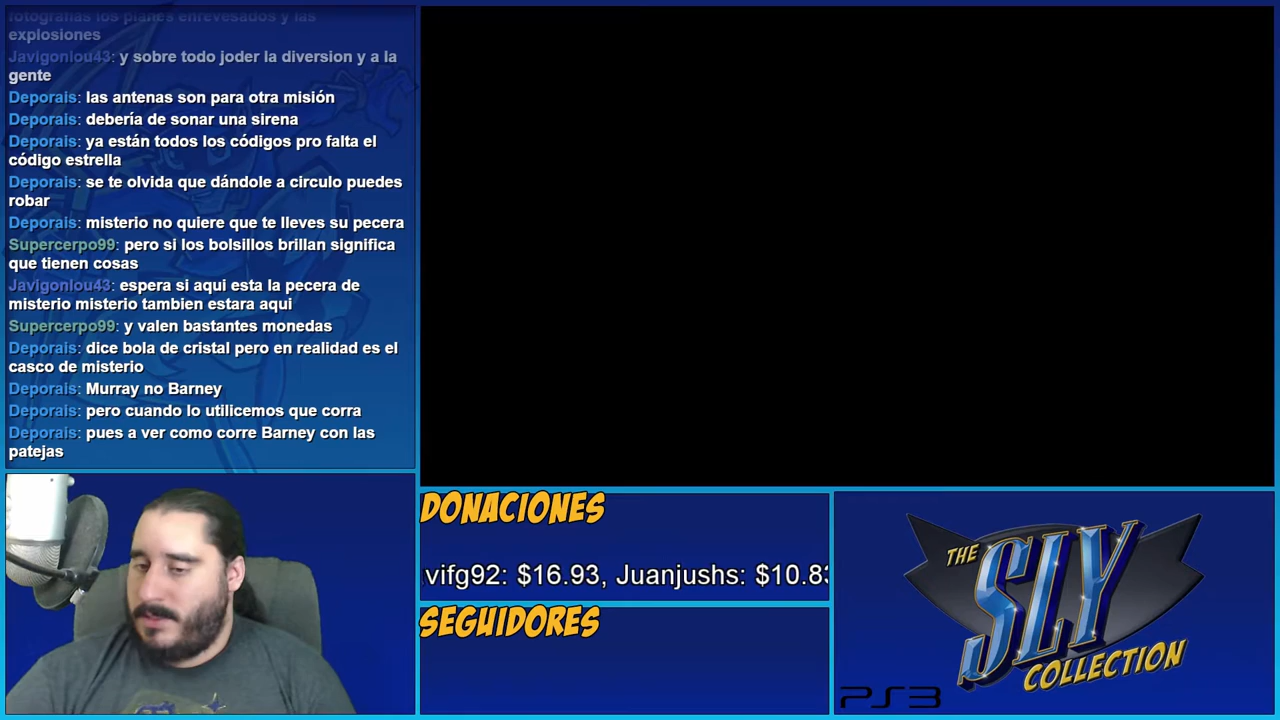 fotografías los planes enrevesados y las
explosiones
Javigonlou43: y sobre todo joder la diversion y a la
gente
Deporais: las antenas son para otra misión
Deporais: debería de sonar una sirena
Deporais: ya están todos los códigos pro falta el
código estrella
Deporais: se te olvida que dándole a circulo puedes
robar
Deporais: misterio no quiere que te lleves su pecera
Supercerpo99: pero si los bolsillos brillan significa
que tienen cosas
Javigonlou43: espera si aqui esta la pecera de
misterio misterio tambien estara aqui
Supercerpo99: y valen bastantes monedas
Deporais: dice bola de cristal pero en realidad es el
casco de misterio
Deporais: Murray no Barney
Deporais: pero cuando lo utilicemos que corra
Deporais: pues a ver como corre Barney con las
patejas
DONACIONES
vifg92: $16.93, Juanjushs: $10.83
SEGUIDORES
THE
SLY
COLLECTION
PS3